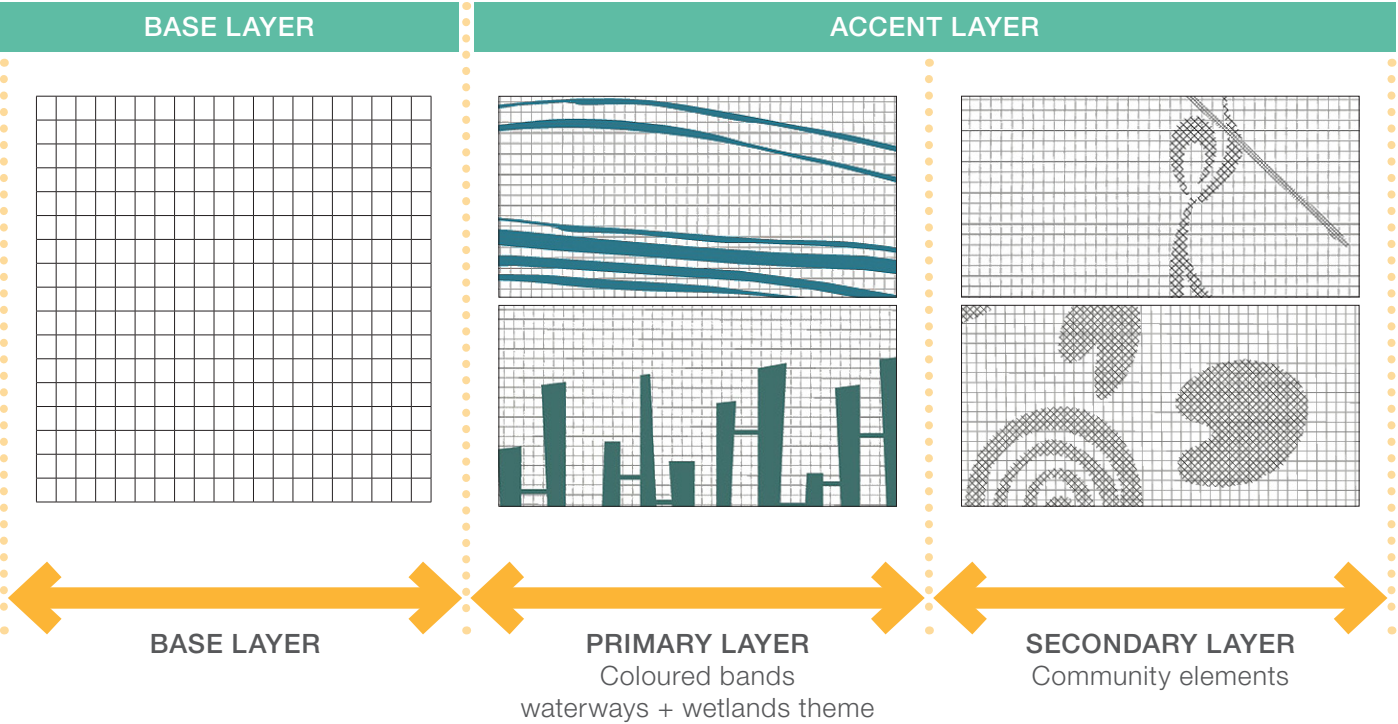 BASE LAYER
ACCENT LAYER
BASE LAYER
PRIMARY LAYER
Coloured bands
waterways + wetlands theme
SECONDARY LAYER
Community elements